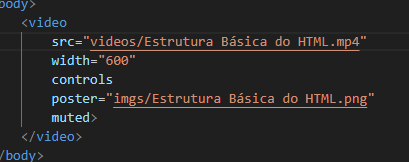 body>
<video
src="videos/Estrutura Básica do HTML.mp4"
width="600"
controls
poster="imgs/Estrutura Básica do HTML.png"
muted>
</video>
/body>